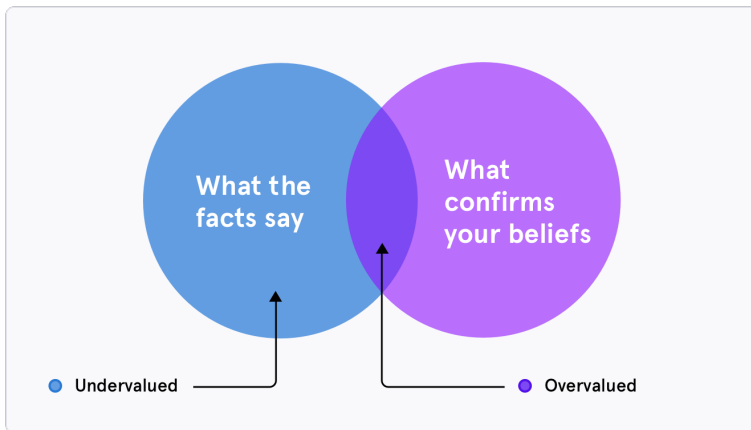 What the
facts say
What
confirms
your beliefs
Undervalued
Overvalued